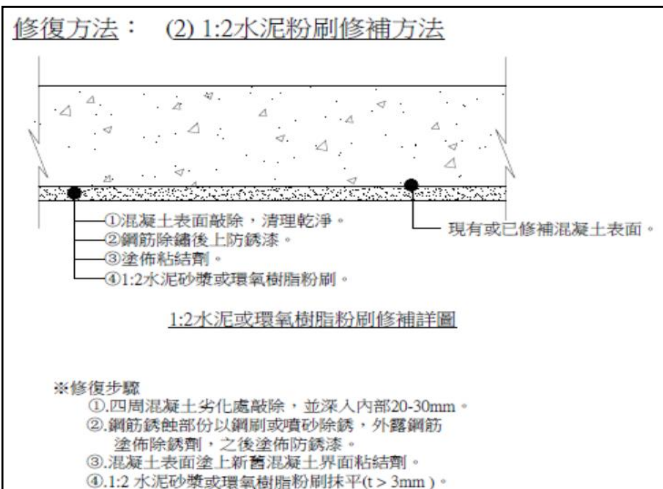 修復方法： (2) 1:2水泥粉刷修補方法
①混凝土表面敲除，清理乾淨。
②鋼筋除鏽後上防銹漆。
③塗佈粘結劑。
④1:2水泥砂漿或環氧樹脂粉刷。
現有或已修補混凝土表面。
1:2水泥或環氧樹脂粉刷修補詳圖
※修復步驟
①.四周混凝土劣化處敲除，並深入內部20-30mm。
②.鋼筋銹蝕部份以鋼刷或噴砂除銹，外露鋼筋
塗佈除銹劑，之後塗佈防銹漆。
③.混凝土表面塗上新舊混凝土界面粘結劑。
④.1:2 水泥砂漿或環氧樹脂粉刷抹平(t > 3mm )。